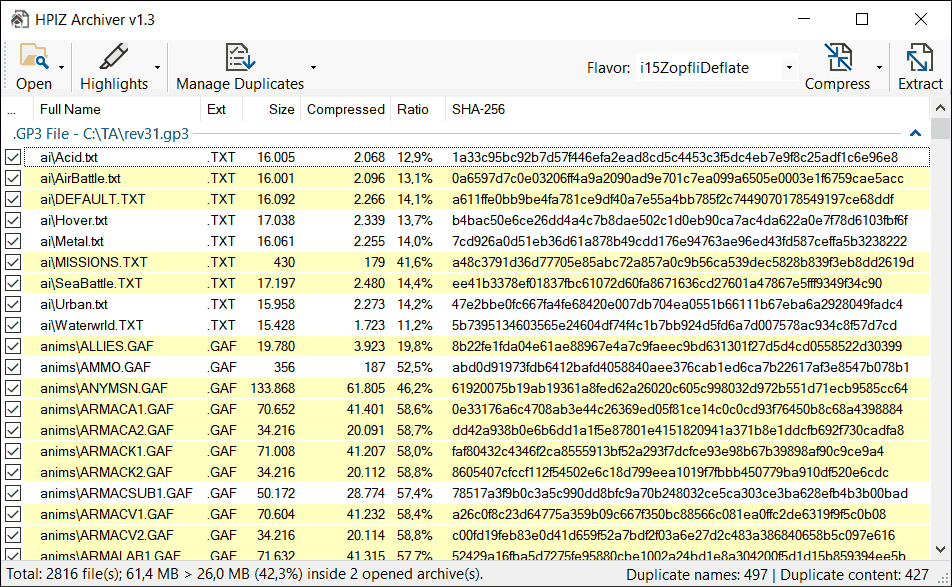 HPIZ Archiver v1.3
Open Highlights Manage Duplicates Flavor: i15ZopfliDeflate Compress Extract
... Full Name Ext Size Compressed Ratio SHA-256
.GP3 File - C:\TA\rev31.gp3
ai\Acid.txt .TXT 16.005 2.068 12,9% 1a33c95bc92b7d57f446efa2ead8cd5c4453c3f5dc4eb7e9f8c25adf1c6e96e8
ai\AirBattle.txt .TXT 16.001 2.096 13,1% 0a6597d7c0e03206ff4a9a2090ad9e701c7ea099a6505e0003e1f6759cae5acc
ai\DEFAULT.TXT .TXT 16.092 2.266 14,1% a611ffe0bb9be4fa781ce9df40a7e55a4bb785f2c7449070178549197ce68ddf
ai\Hover.txt .TXT 17.038 2.339 13,7% b4bac50e6ce26dd4a4c7b8dae502c1d0eb90ca7ac4da622a0e7f78d6103fbf6f
ai\Metal.txt .TXT 16.061 2.255 14,0% 7cd926a0d51eb36d61a878b49cdd176e94763ae96ed43fd587ceffa5b3238222
ai\MISSIONS.TXT .TXT 430 179 41,6% a48c3791d36d77705e85abc72a857a0c9b56ca539dec5828b839f3eb8dd2619d
ai\SeaBattle.TXT .TXT 17.197 2.480 14,4% ee41b3378ef01837fbc61072d60fa8671636cd27601a47867e5fff9349f34c90
ai\Urban.txt .TXT 15.958 2.273 14,2% 47e2bbe0fc667fa4fe68420e007db704ea0551b66111b67eba6a2928049fadc4
ai\Waterwrld.TXT .TXT 15.428 1.723 11,2% 5b7395134603565e24604df74f4c1b7bb924d5fd6a7d007578ac934c8f57d7cd
anims\ALLIES.GAF .GAF 19.780 3.923 19,8% 8b22fe1fda04e61ae88967e4a7c9faeec9bd631301f27d5d4cd0558522d30399
anims\AMMO.GAF .GAF 356 187 52,5% abd0d91973fdb6412bafd4058840aee376cab1ed6ca7b22617af3e8547b078b1
anims\ANYMSN.GAF .GAF 133.868 61.805 46,2% 61920075b19ab19361a8fed62a26020c605c998032d972b551d71ecb9585cc64
anims\ARMACA1.GAF .GAF 70.652 41.401 58,6% 0e33176a6c4708ab3e44c26369ed05f81ce14c0c0cd93f76450b8c68a4398884
anims\ARMACA2.GAF .GAF 34.216 20.091 58,7% dd42a938b0e6b6dd1a1f5e87801e4151820941a371b8e1ddcfb692f730cadfa8
anims\ARMACK1.GAF .GAF 71.008 41.207 58,0% faf80432c4346f2ca8555913bf52a293f7dcfce93e98b67b39898af90c9ce9a4
anims\ARMACK2.GAF .GAF 34.216 20.112 58,8% 8605407cfccf112f54502e6c18d799eea1019f7fbbb450779ba910df520e6cdc
anims\ARMACSUB1.GAF .GAF 50.172 28.774 57,4% 78517a3f9b0c3a5c990dd8bfc9a70b248032ce5ca303ce3ba628efb4b3b00bad
anims\ARMACV1.GAF .GAF 70.604 41.232 58,4% a26c0f8c23d64775a359b09c667f350bc88566c081ea0ffc2de6319f9f5c0b08
anims\ARMACV2.GAF .GAF 34.216 20.114 58,8% c00fd19feb83e0d41d659f52a7bdf2f03a6e27d2c483a386840658b5c097e616
anims\ARMALAB1.GAF .GAF 71.632 41.315 57,7% 52429a16fba5d7275fe95880cbe1002a24bd1e8a304200f5d1d15b859394ee5b
Total: 2816 file(s); 61,4 MB > 26,0 MB (42,3%) inside 2 opened archive(s). Duplicate names: 497 | Duplicate content: 427